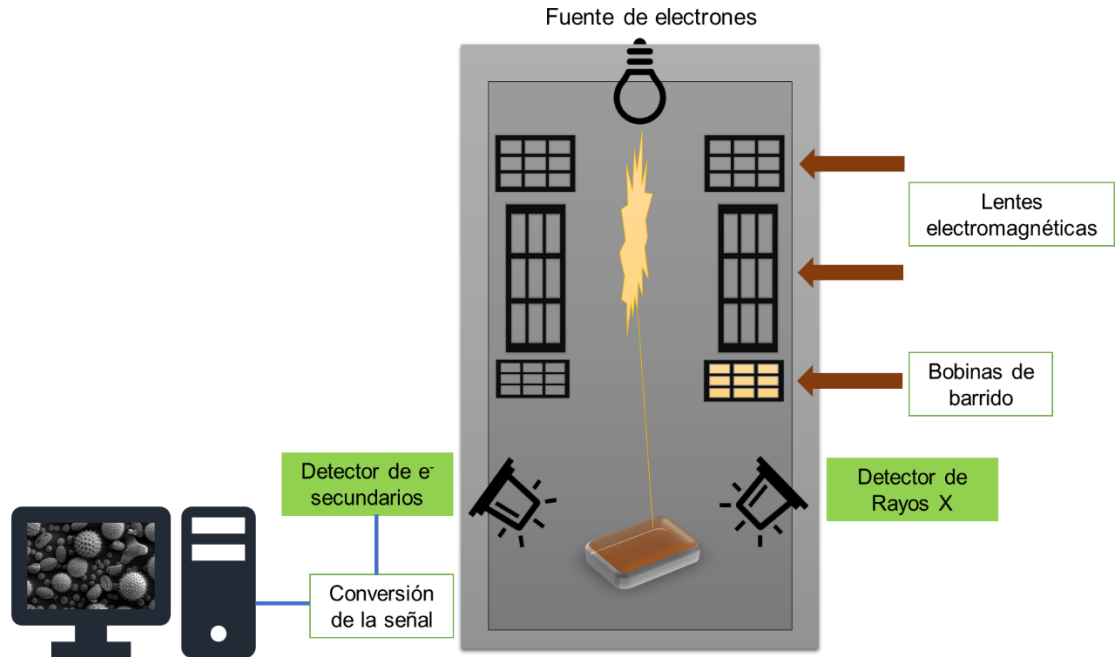 Fuente de electrones
Lentes
electromagnéticas
Bobinas de
barrido
Detector de e⁻
secundarios
Detector de
Rayos X
Conversión
de la señal